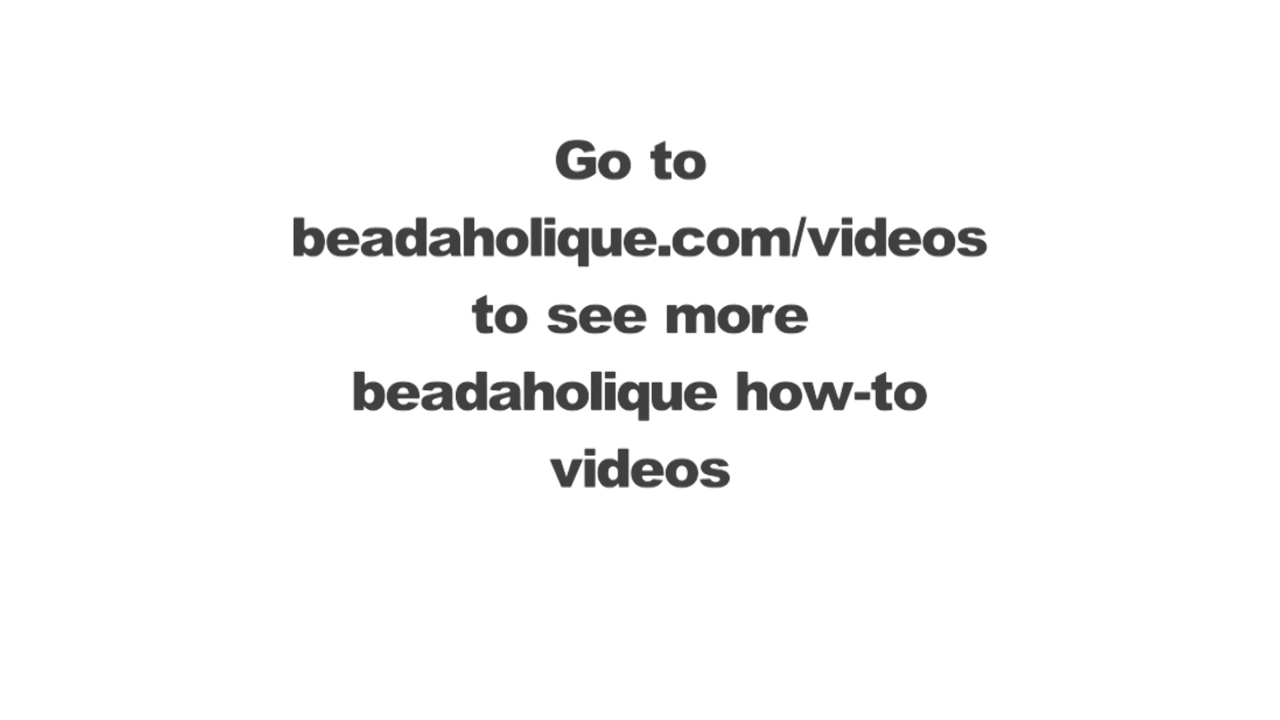 Go to
beadaholique.com/videos
to see more
beadaholique how-to
videos